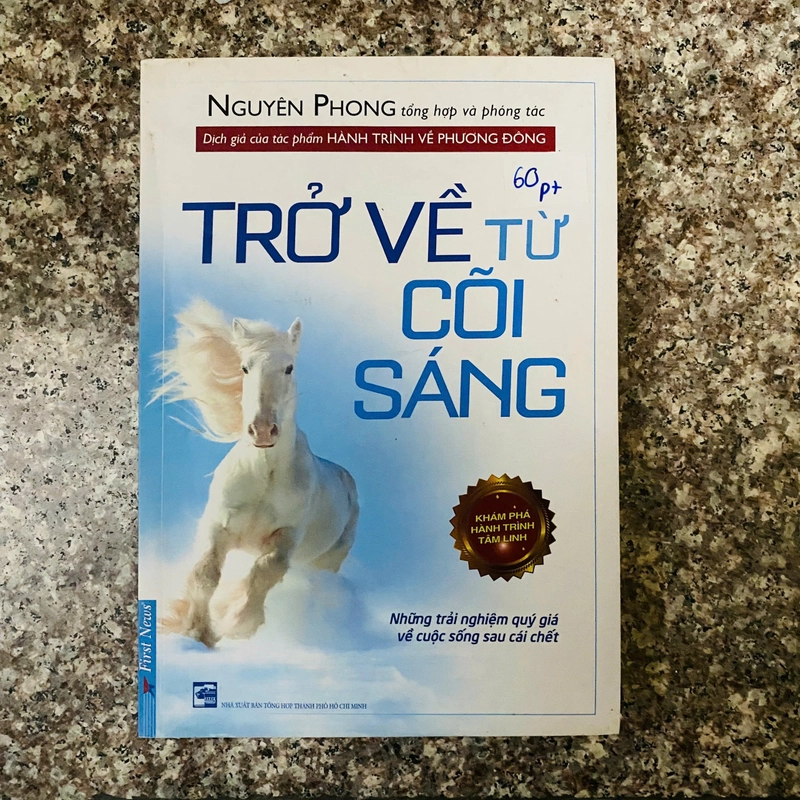 NGUYÊN PHONG tổng hợp và phóng tác
Dịch giả của tác phẩm HÀNH TRÌNH VỀ PHƯƠNG ĐÔNG
60pt
TRỞ VỀ TỪ
CÕI
SÁNG
KHÁM PHÁ
HÀNH TRÌNH
TÂM LINH
Những trải nghiệm quý giá
về cuộc sống sau cái chết
First News
NHÀ XUẤT BẢN TỔNG HỢP THÀNH PHỐ HỒ CHÍ MINH